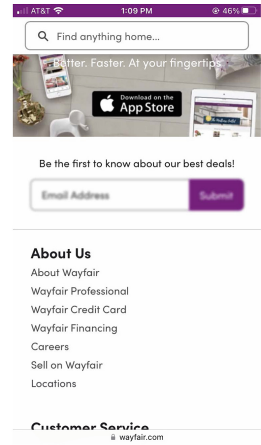 AT&T 1:09 PM 46%
Find anything home...
Better. Faster. At your fingertips
Download on the
App Store
Be the first to know about our best deals!
Email Address Submit
About Us
About Wayfair
Wayfair Professional
Wayfair Credit Card
Wayfair Financing
Careers
Sell on Wayfair
Locations
Customer Service
wayfair.com